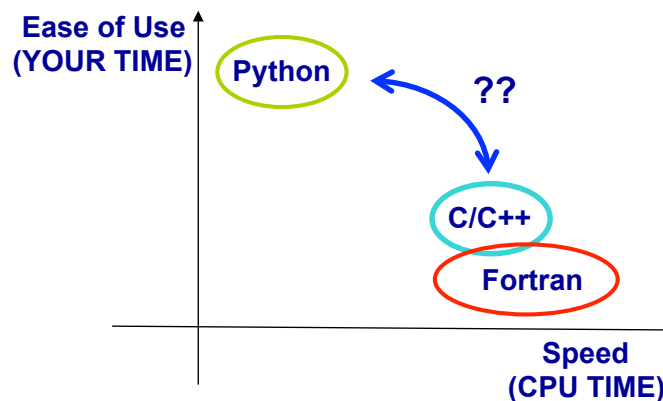 Ease of Use
(YOUR TIME)
Python
??
C/C++
Fortran
Speed
(CPU TIME)